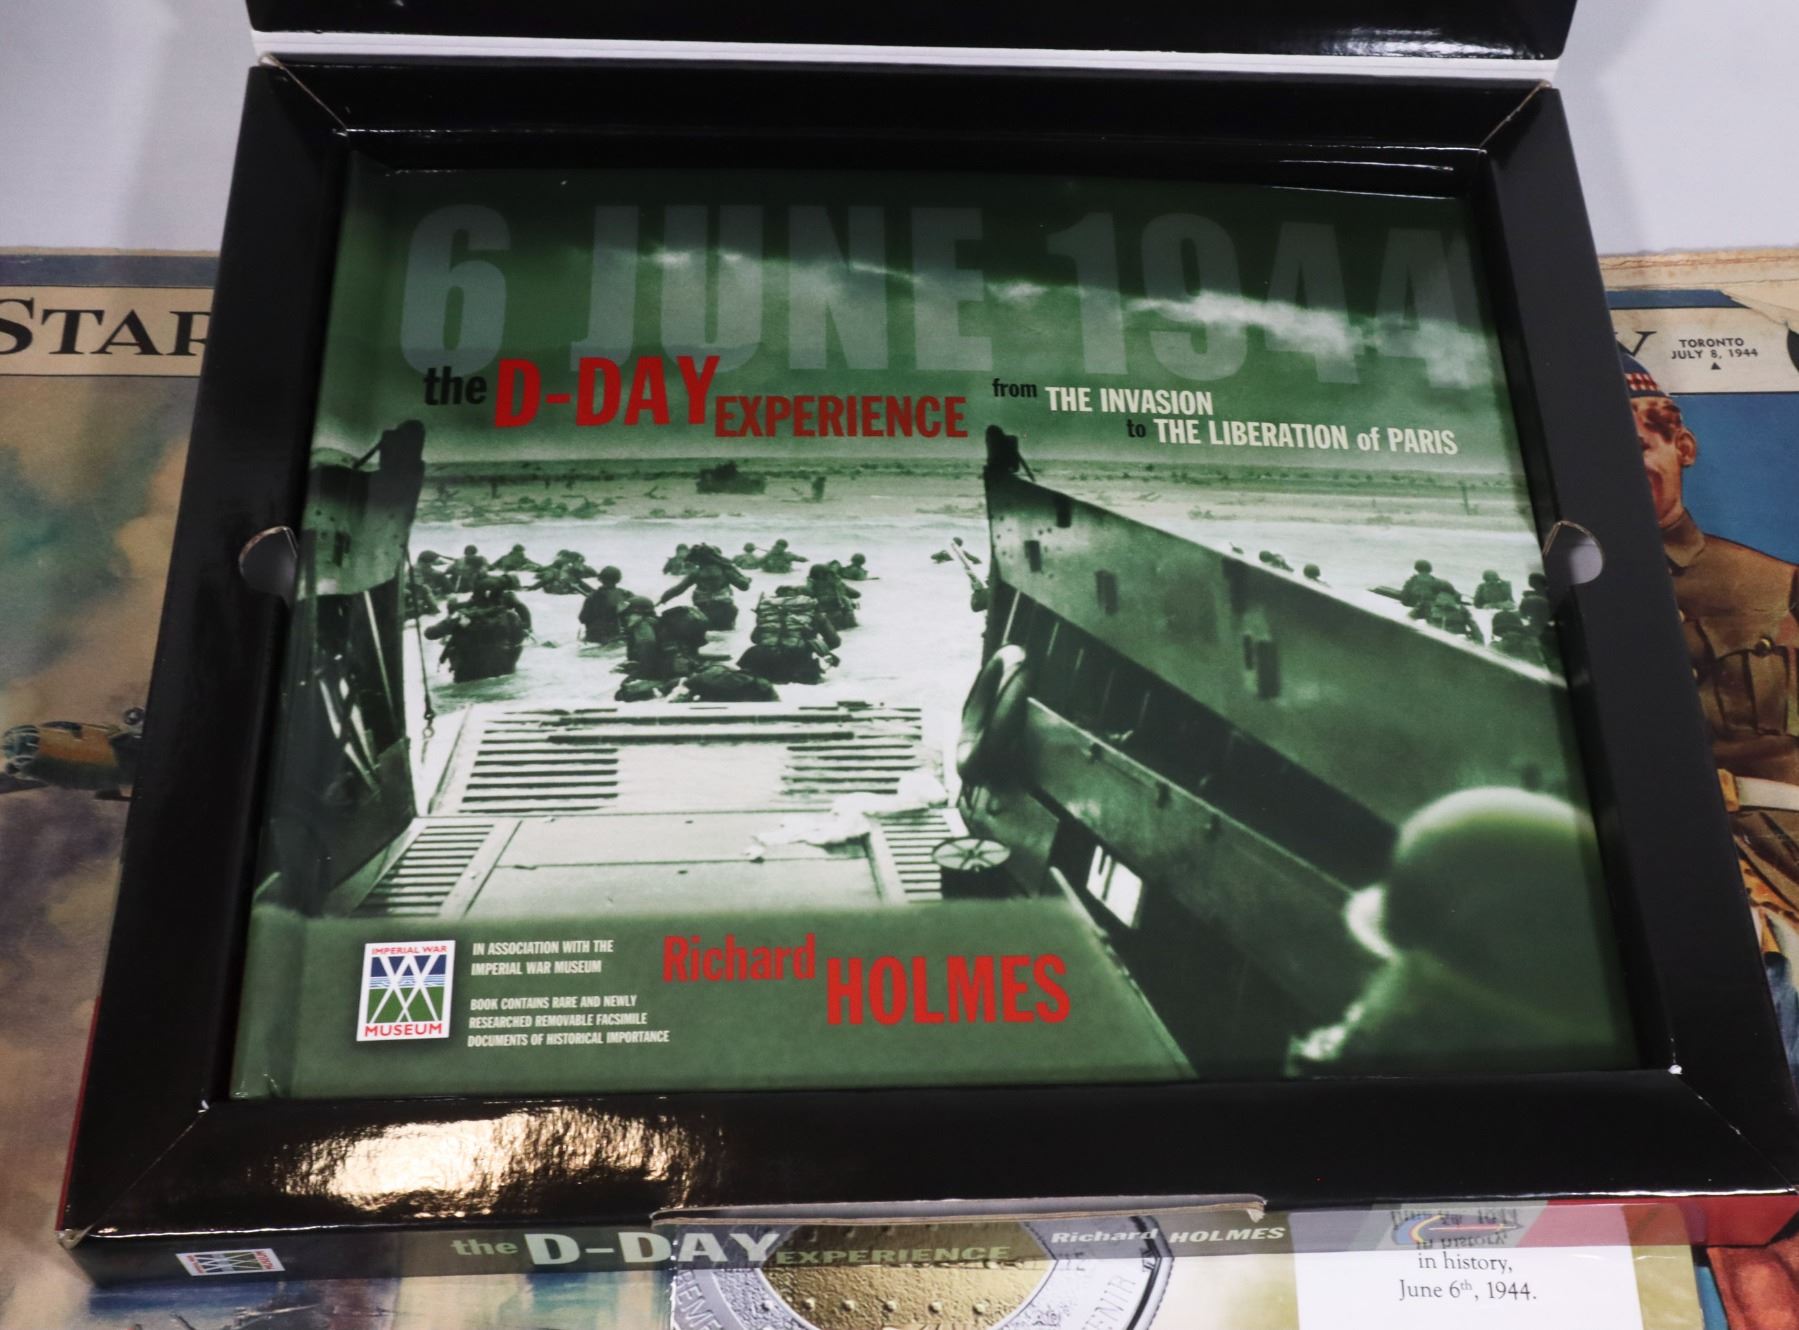 STAR
TORONTO
JULY 8, 1944
6 JUNE 1944
the D-DAY EXPERIENCE
from THE INVASION
to THE LIBERATION of PARIS
IMPERIAL WAR
MUSEUM
IN ASSOCIATION WITH THE
IMPERIAL WAR MUSEUM
BOOK CONTAINS RARE AND NEWLY
RESEARCHED REMOVABLE FACSIMILE
DOCUMENTS OF HISTORICAL IMPORTANCE
Richard
HOLMES
the D-DAY EXPERIENCE
Richard HOLMES
in history,
June 6th, 1944.